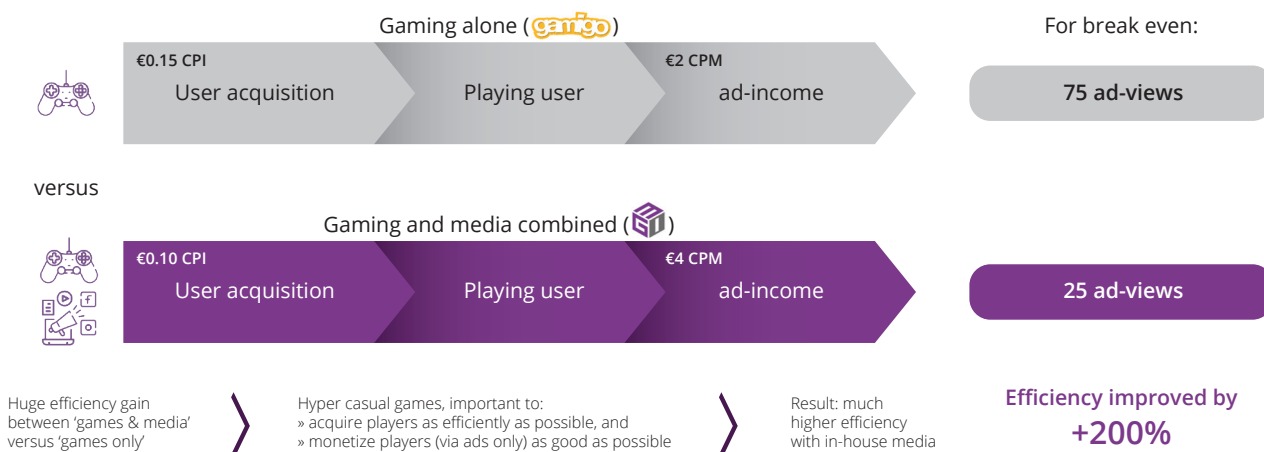 Gaming alone (gamigo)
For break even:
€0.15 CPI
€2 CPM
User acquisition
Playing user
ad-income
75 ad-views
versus
Gaming and media combined (MGI)
€0.10 CPI
€4 CPM
User acquisition
Playing user
ad-income
25 ad-views
Huge efficiency gain
between ‘games & media’
versus ‘games only’
Hyper casual games, important to:
» acquire players as efficiently as possible, and
» monetize players (via ads only) as good as possible
Result: much
higher efficiency
with in-house media
Efficiency improved by
+200%